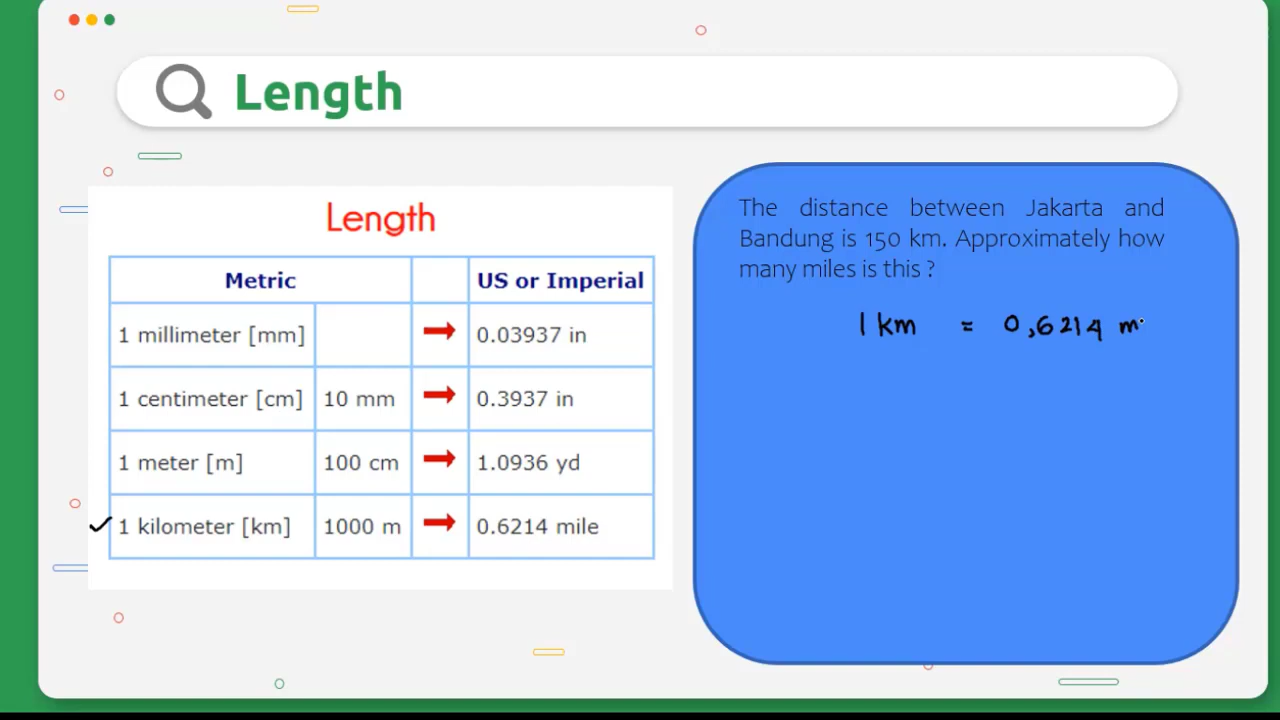 Length
Length
Metric US or Imperial
1 millimeter [mm] 0.03937 in
1 centimeter [cm] 10 mm 0.3937 in
1 meter [m] 100 cm 1.0936 yd
1 kilometer [km] 1000 m 0.6214 mile
The distance between Jakarta and
Bandung is 150 km. Approximately how
many miles is this ?
1 km = 0,6214 m